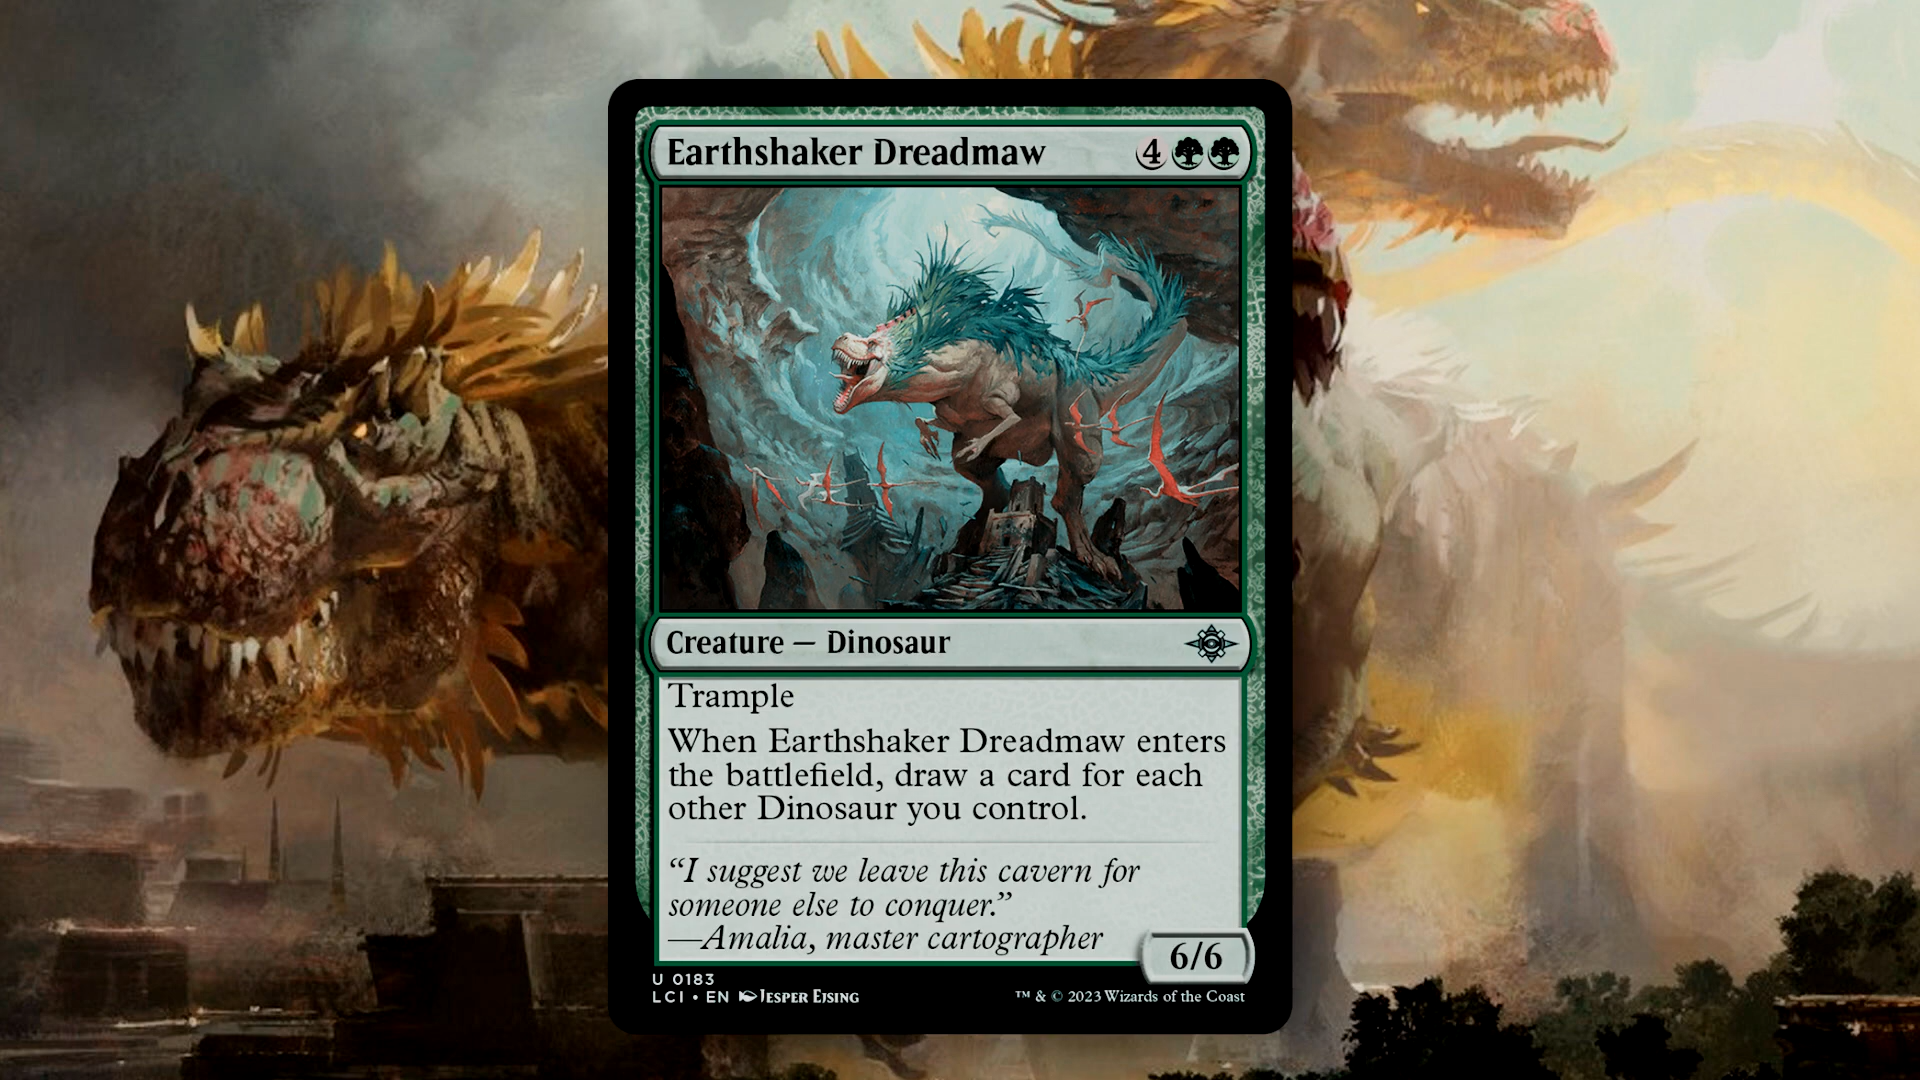 Earthshaker Dreadmaw 4
Creature — Dinosaur
Trample
When Earthshaker Dreadmaw enters
the battlefield, draw a card for each
other Dinosaur you control.
“I suggest we leave this cavern for
someone else to conquer.”
—Amalia, master cartographer
6/6
U 0183
LCI • EN Jesper Ejsing
™ & © 2023 Wizards of the Coast